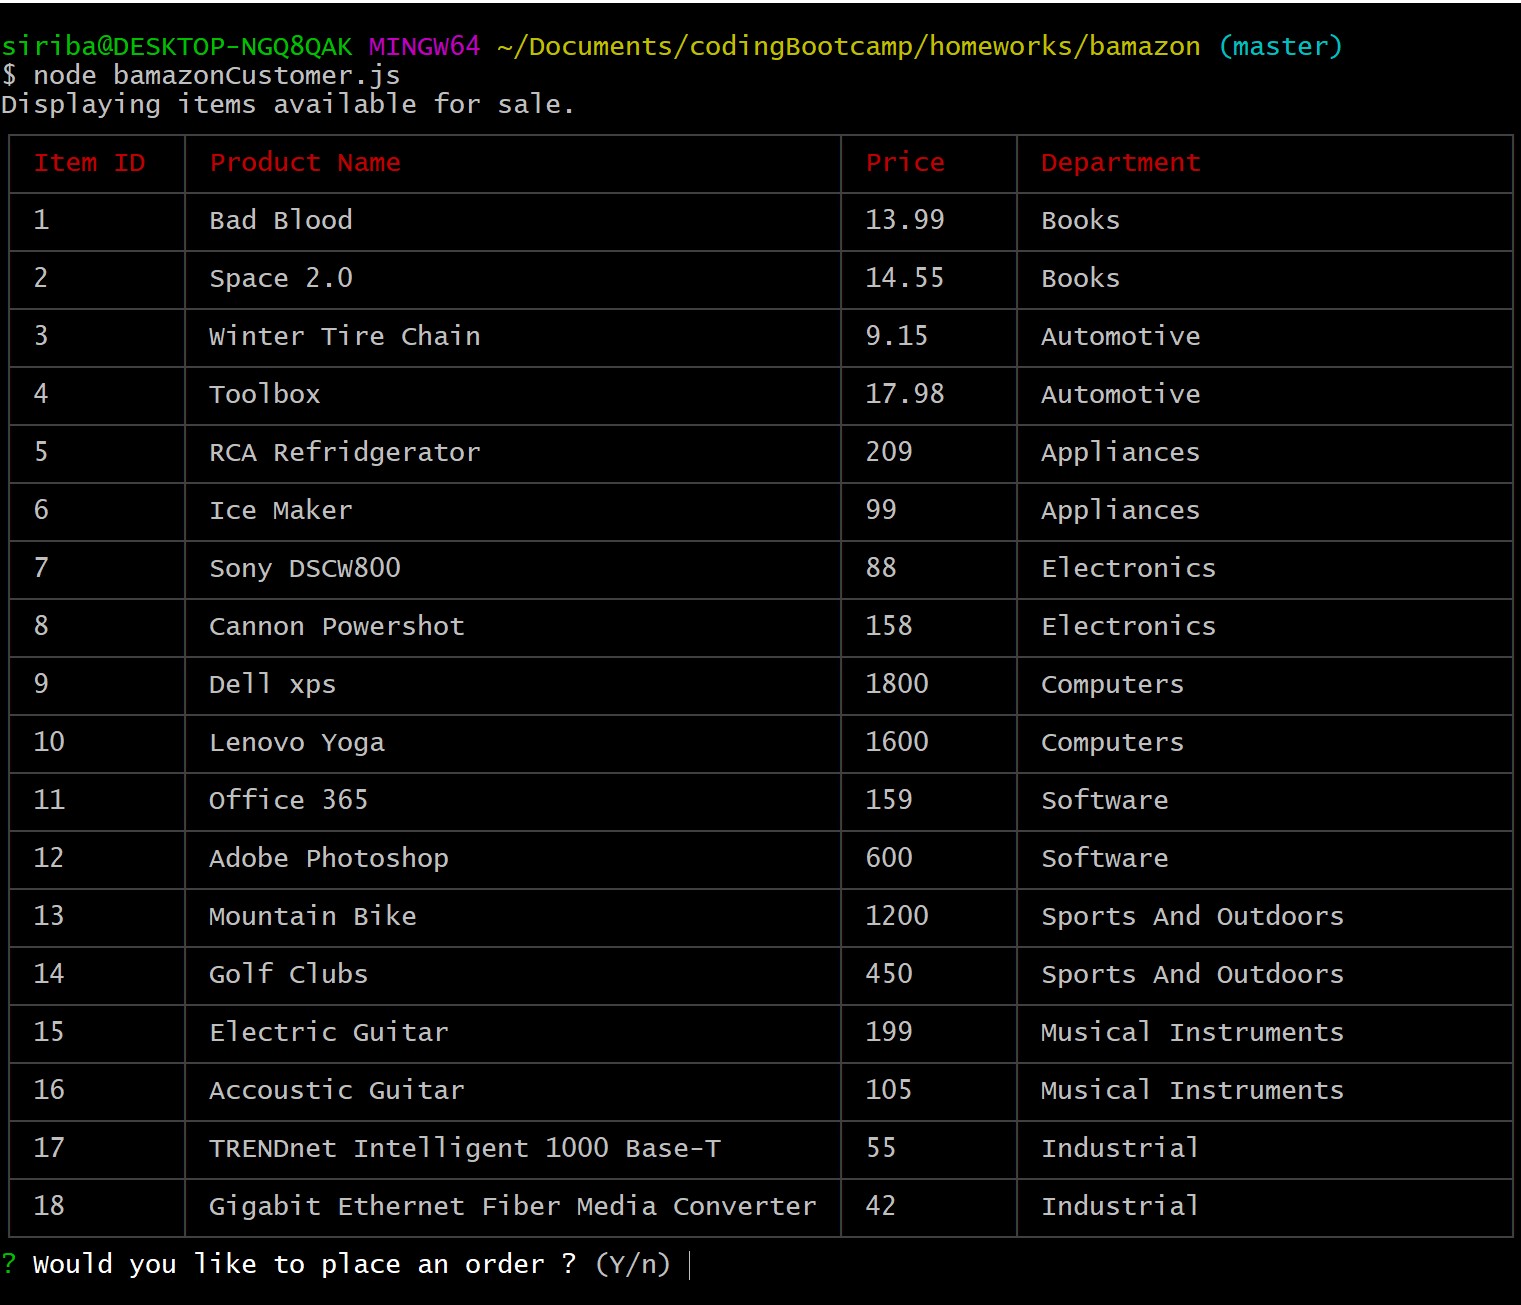 siriba@DESKTOP-NGQ8QAK MINGW64 ~/Documents/codingBootcamp/homeworks/bamazon (master)
$ node bamazonCustomer.js
Displaying items available for sale.
Item ID Product Name Price Department
1 Bad Blood 13.99 Books
2 Space 2.0 14.55 Books
3 Winter Tire Chain 9.15 Automotive
4 Toolbox 17.98 Automotive
5 RCA Refridgerator 209 Appliances
6 Ice Maker 99 Appliances
7 Sony DSCW800 88 Electronics
8 Cannon Powershot 158 Electronics
9 Dell xps 1800 Computers
10 Lenovo Yoga 1600 Computers
11 Office 365 159 Software
12 Adobe Photoshop 600 Software
13 Mountain Bike 1200 Sports And Outdoors
14 Golf Clubs 450 Sports And Outdoors
15 Electric Guitar 199 Musical Instruments
16 Accoustic Guitar 105 Musical Instruments
17 TRENDnet Intelligent 1000 Base-T 55 Industrial
18 Gigabit Ethernet Fiber Media Converter 42 Industrial
? Would you like to place an order ? (Y/n)